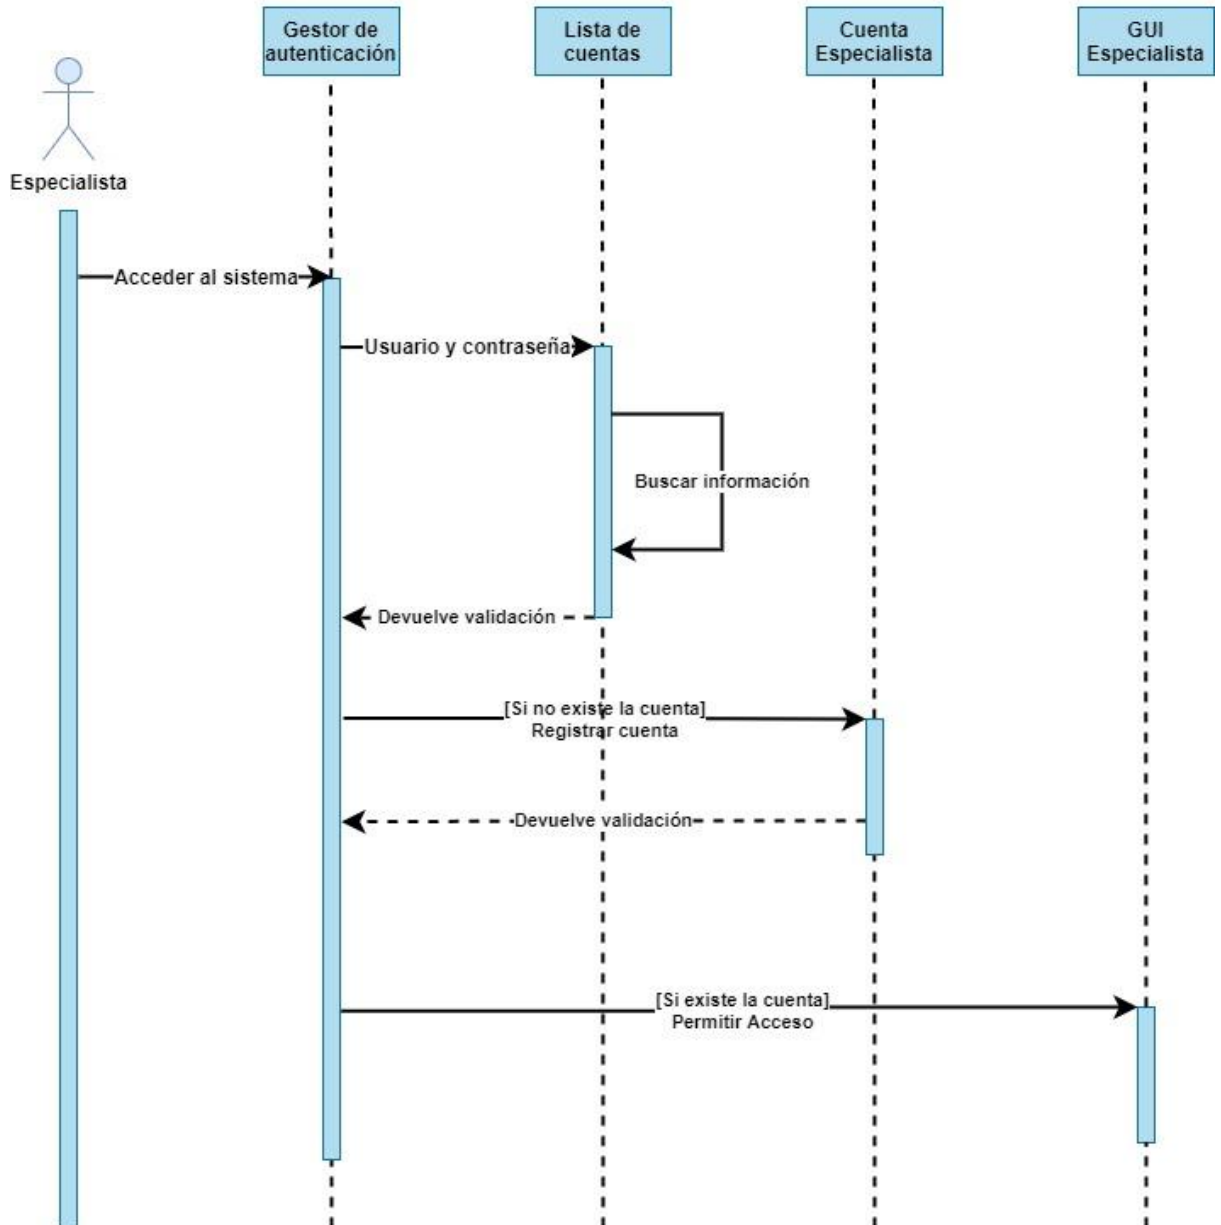 Gestor de
autenticación
Lista de
cuentas
Cuenta
Especialista
GUI
Especialista
Especialista
Acceder al sistema
Usuario y contraseña
Buscar información
Devuelve validación
[Si no existe la cuenta]
Registrar cuenta
Devuelve validación
[Si existe la cuenta]
Permitir Acceso